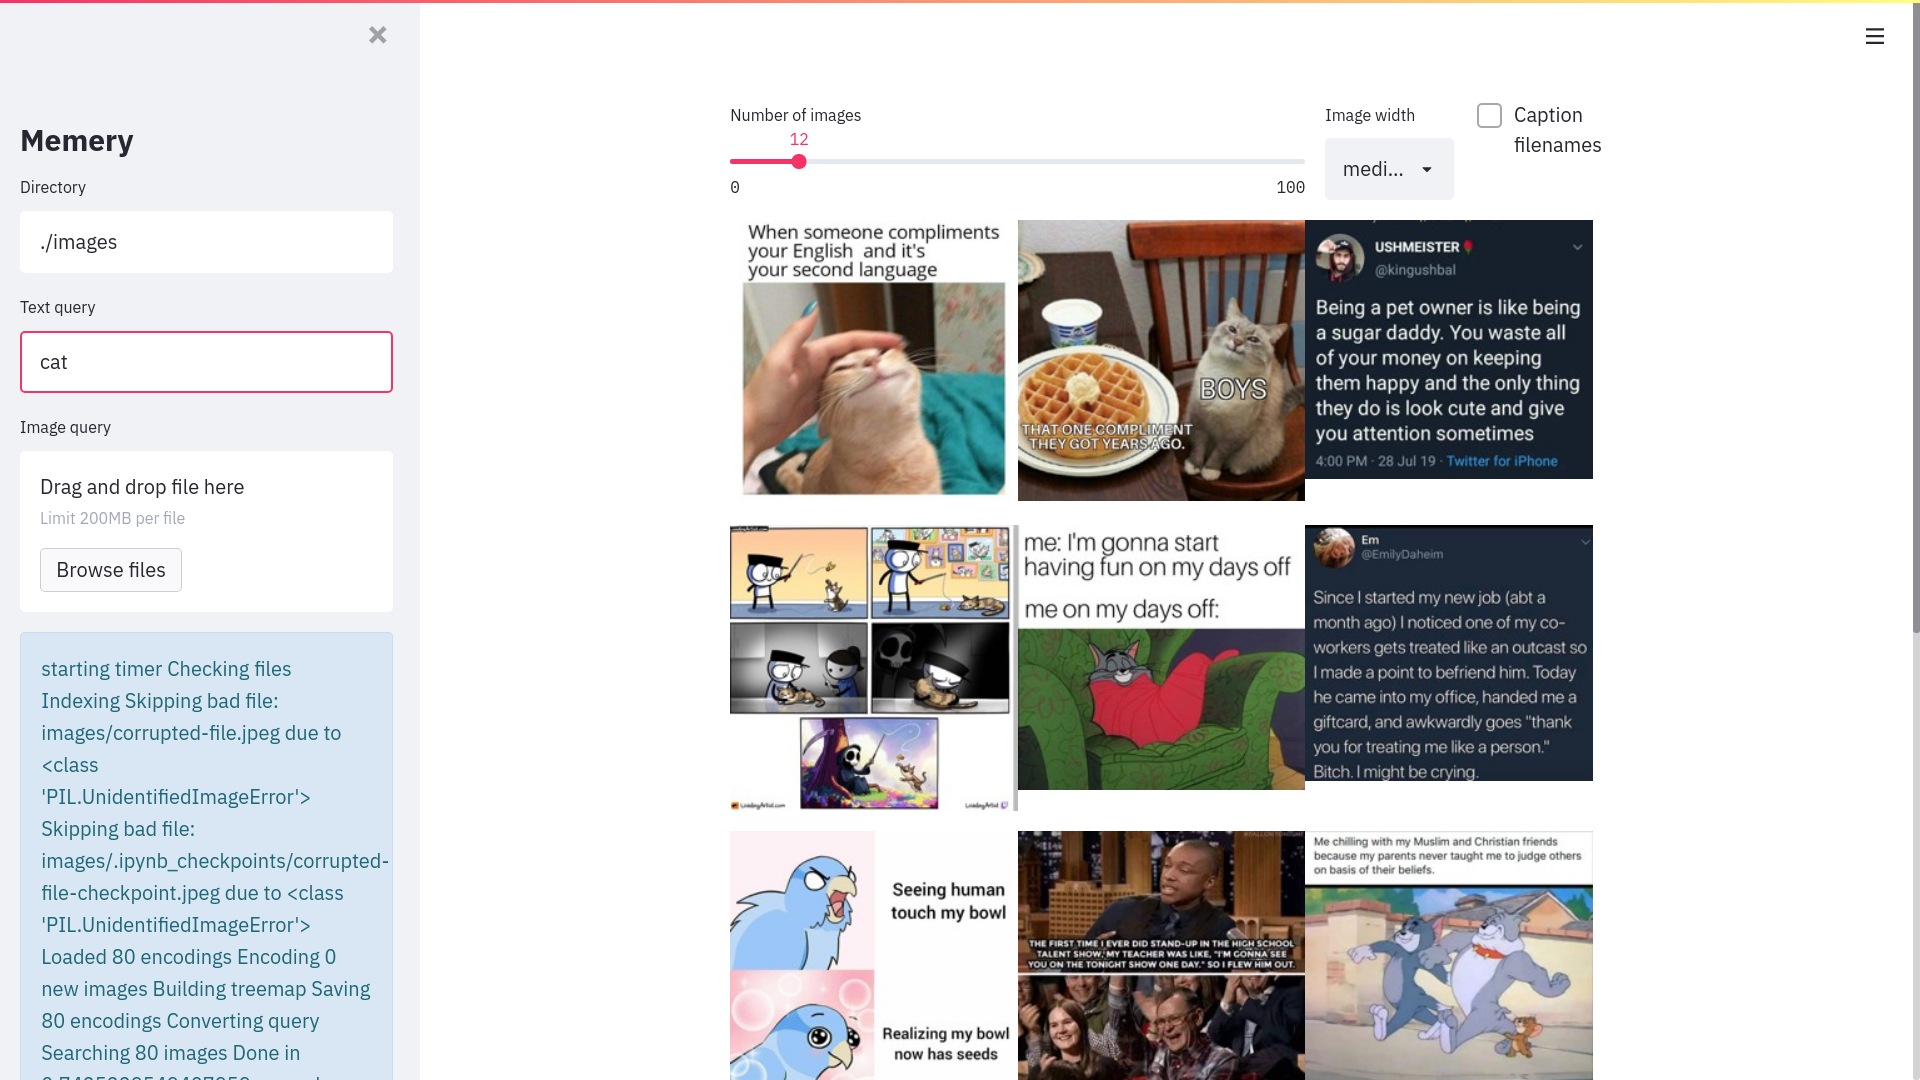 Memery
Directory
./images
Text query
cat
Image query
Drag and drop file here
Limit 200MB per file
Browse files
starting timer Checking files
Indexing Skipping bad file:
images/corrupted-file.jpeg due to
<class
'PIL.UnidentifiedImageError'>
Skipping bad file:
images/.ipynb_checkpoints/corrupted-
file-checkpoint.jpeg due to <class
'PIL.UnidentifiedImageError'>
Loaded 80 encodings Encoding 0
new images Building treemap Saving
80 encodings Converting query
Searching 80 images Done in
Number of images
12
0
100
Image width
medi...
Caption
filenames
When someone compliments
your English and it's
your second language
BOYS
THAT ONE COMPLIMENT
THEY GOT YEARS AGO.
USHMEISTER
@kingushbal
Being a pet owner is like being
a sugar daddy. You waste all
of your money on keeping
them happy and the only thing
they do is look cute and give
you attention sometimes
4:00 PM · 28 Jul 19 · Twitter for iPhone
LoadingArtist.com
LoadingArtist
me: I'm gonna start
having fun on my days off
me on my days off:
Em
@EmilyDaheim
Since I started my new job (abt a
month ago) I noticed one of my co-
workers gets treated like an outcast so
I made a point to befriend him. Today
he came into my office, handed me a
giftcard, and awkwardly goes "thank
you for treating me like a person."
Bitch. I might be crying.
Seeing human
touch my bowl
Realizing my bowl
now has seeds
THE FIRST TIME I EVER DID STAND-UP IN THE HIGH SCHOOL
TALENT SHOW, MY TEACHER WAS LIKE, "I'M GONNA SEE
YOU ON THE TONIGHT SHOW ONE DAY." SO I FLEW HIM OUT.
Me chilling with my Muslim and Christian friends
because my parents never taught me to judge others
on basis of their beliefs.